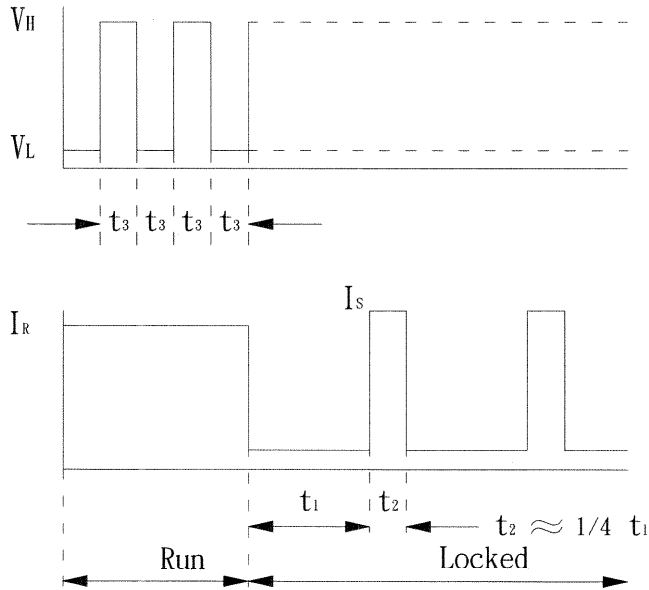 VH
VL
t3 t3 t3 t3
IS
IR
t1 t2
t2 ≈ 1/4 t1
Run Locked